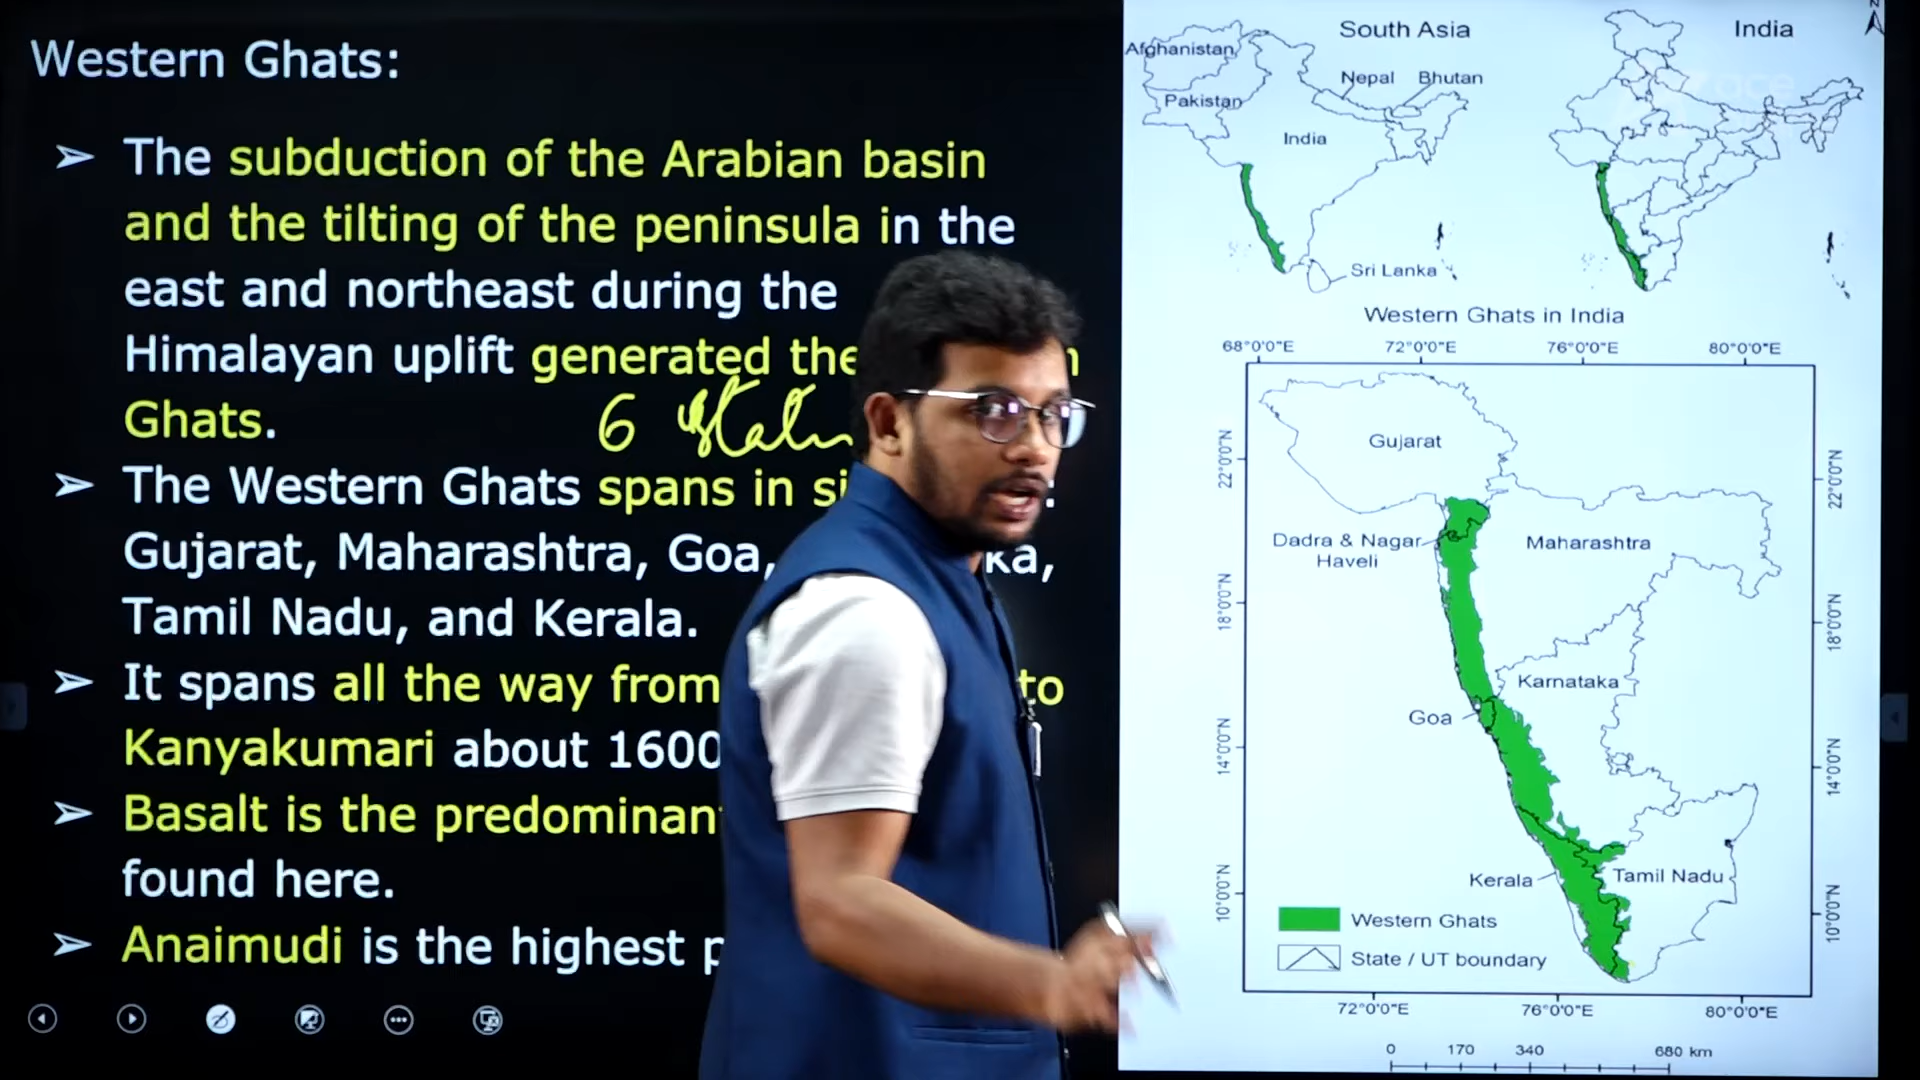 Western Ghats:
➢ The subduction of the Arabian basin
and the tilting of the peninsula in the
east and northeast during the
Himalayan uplift generated the
Ghats.
6
➢ The Western Ghats spans in
Gujarat, Maharashtra, Goa,
Tamil Nadu, and Kerala.
➢ It spans all the way from to
Kanyakumari about 1600
➢ Basalt is the
found here.
➢ Anaimudi is the highest
South Asia
India
Afghanistan
Nepal Bhutan
Pakistan
India
Sri Lanka
Western Ghats in India
N
68°0'0"E 72°0'0"E 76°0'0"E 80°0'0"E
22°0'0"N
18°0'0"N
14°0'0"N
10°0'0"N
Gujarat
Dadra & Nagar
Haveli
Maharashtra
Karnataka
Goa
Kerala
Tamil Nadu
Western Ghats
State / UT boundary
22°0'0"N
18°0'0"N
14°0'0"N
10°0'0"N
72°0'0"E 76°0'0"E 80°0'0"E
0 170 340 680 km